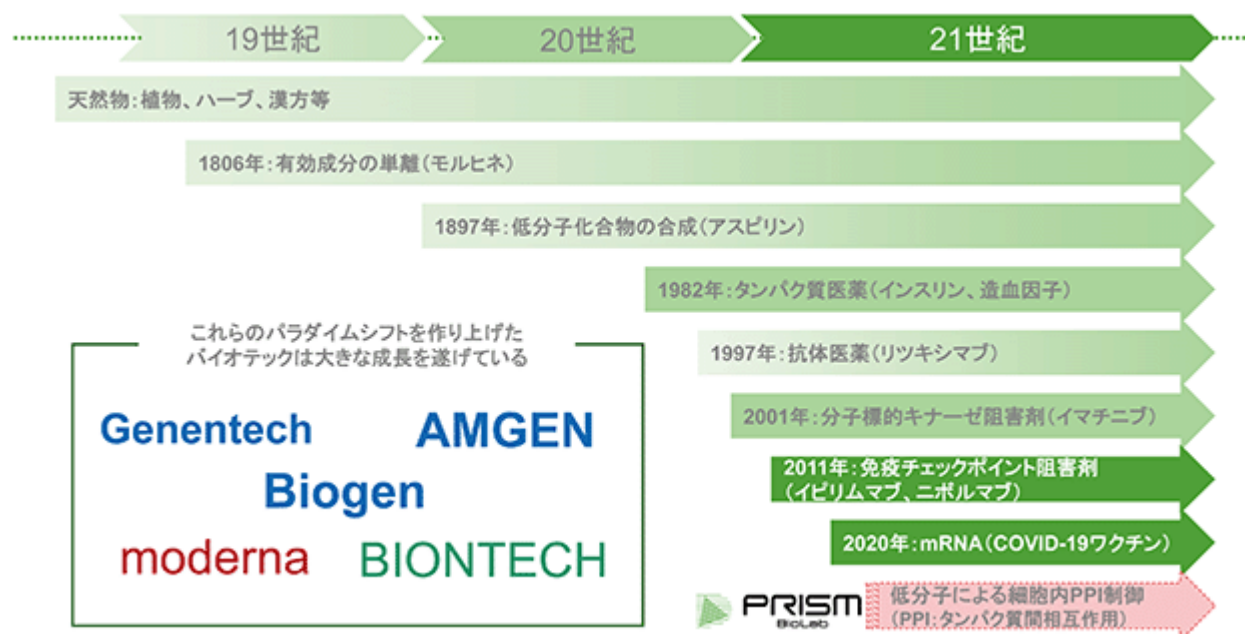 19世紀
20世紀
21世紀
天然物：植物、ハーブ、漢方等
1806年：有効成分の単離（モルヒネ）
1897年：低分子化合物の合成（アスピリン）
1982年：タンパク質医薬（インスリン、造血因子）
これらのパラダイムシフトを作り上げた
バイオテックは大きな成長を遂げている
1997年：抗体医薬（リツキシマブ）
2001年：分子標的キナーゼ阻害剤（イマチニブ）
Genentech
AMGEN
Biogen
moderna
BIONTECH
2011年：免疫チェックポイント阻害剤
（イピリムマブ、ニボルマブ）
2020年：mRNA（COVID-19ワクチン）
PRISM
BioLab
低分子による細胞内PPI制御
（PPI：タンパク質間相互作用）